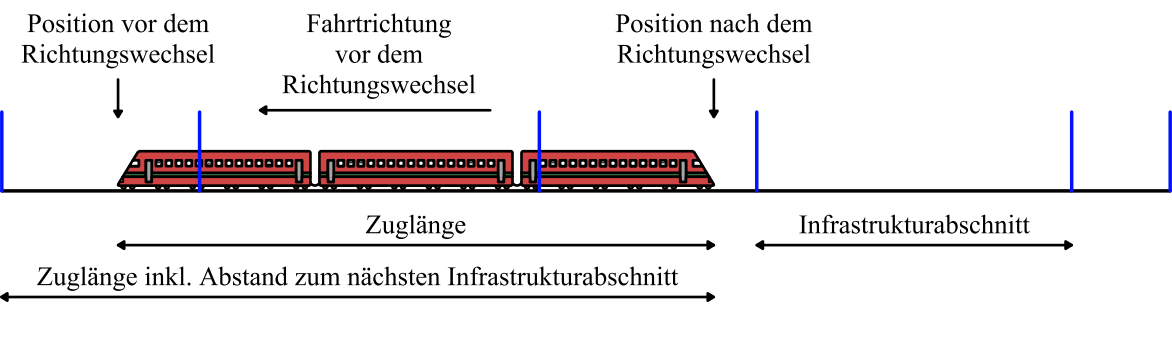 Position vor dem
Richtungswechsel
Fahrtrichtung
vor dem
Richtungswechsel
Position nach dem
Richtungswechsel
Zuglänge
Infrastrukturabschnitt
Zuglänge inkl. Abstand zum nächsten Infrastrukturabschnitt